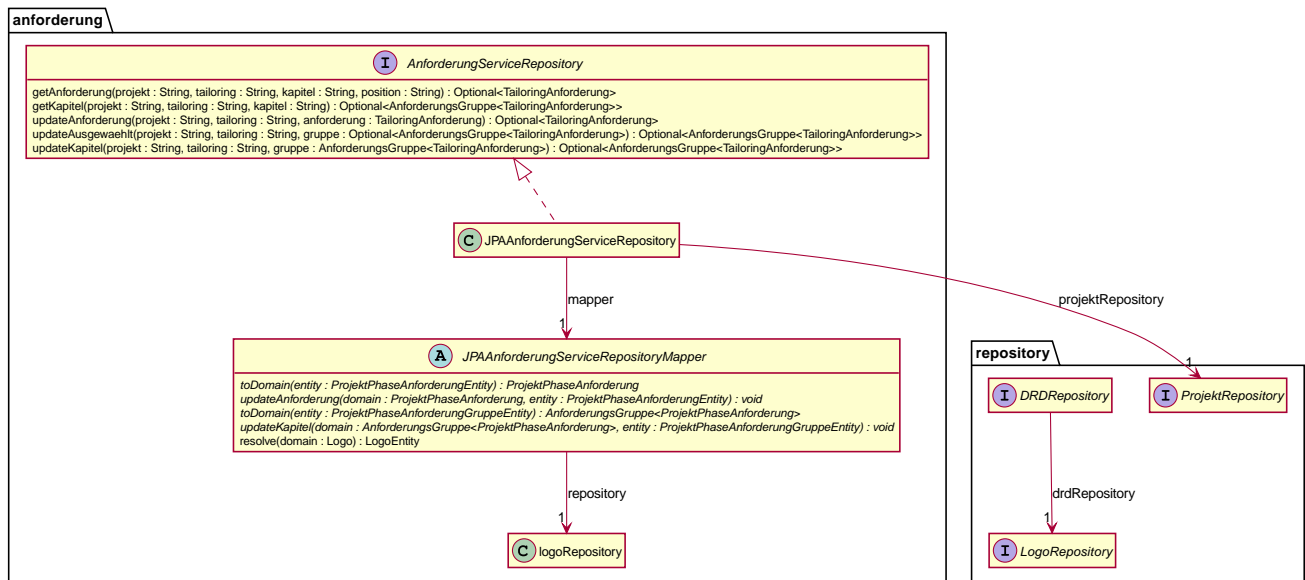 anforderung
I AnforderungServiceRepository
getAnforderung(projekt : String, tailoring : String, kapitel : String, position : String) : Optional<TailoringAnforderung>
getKapitel(projekt : String, tailoring : String, kapitel : String) : Optional<AnforderungsGruppe<TailoringAnforderung>>
updateAnforderung(projekt : String, tailoring : String, anforderung : TailoringAnforderung) : Optional<TailoringAnforderung>
updateAusgewaehlt(projekt : String, tailoring : String, gruppe : Optional<AnforderungsGruppe<TailoringAnforderung>) : Optional<AnforderungsGruppe<TailoringAnforderung>>
updateKapitel(projekt : String, tailoring : String, gruppe : AnforderungsGruppe<TailoringAnforderung>) : Optional<AnforderungsGruppe<TailoringAnforderung>>
C JPAAnforderungServiceRepository
mapper
projektRepository
1
A JPAAnforderungServiceRepositoryMapper
toDomain(entity : ProjektPhaseAnforderungEntity) : ProjektPhaseAnforderung
updateAnforderung(domain : ProjektPhaseAnforderung, entity : ProjektPhaseAnforderungEntity) : void
toDomain(entity : ProjektPhaseAnforderungGruppeEntity) : AnforderungsGruppe<ProjektPhaseAnforderung>
updateKapitel(domain : AnforderungsGruppe<ProjektPhaseAnforderung>, entity : ProjektPhaseAnforderungGruppeEntity) : void
resolve(domain : Logo) : LogoEntity
repository
1
I DRDRepository
I ProjektRepository
repository
drdRepository
1
1
C logoRepository
I LogoRepository